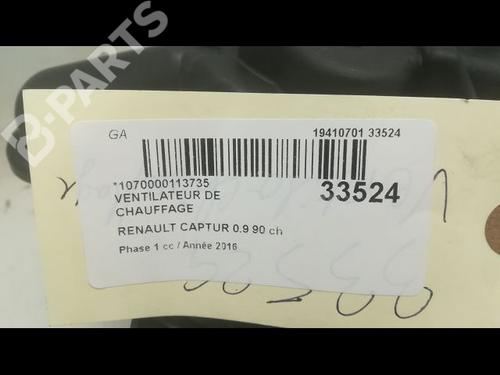 B-PARTS
GA
19410701 33524
*1070000113735
33524
VENTILATEUR DE
CHAUFFAGE
RENAULT CAPTUR 0.9 90 ch
Phase 1 cc / Année 2016